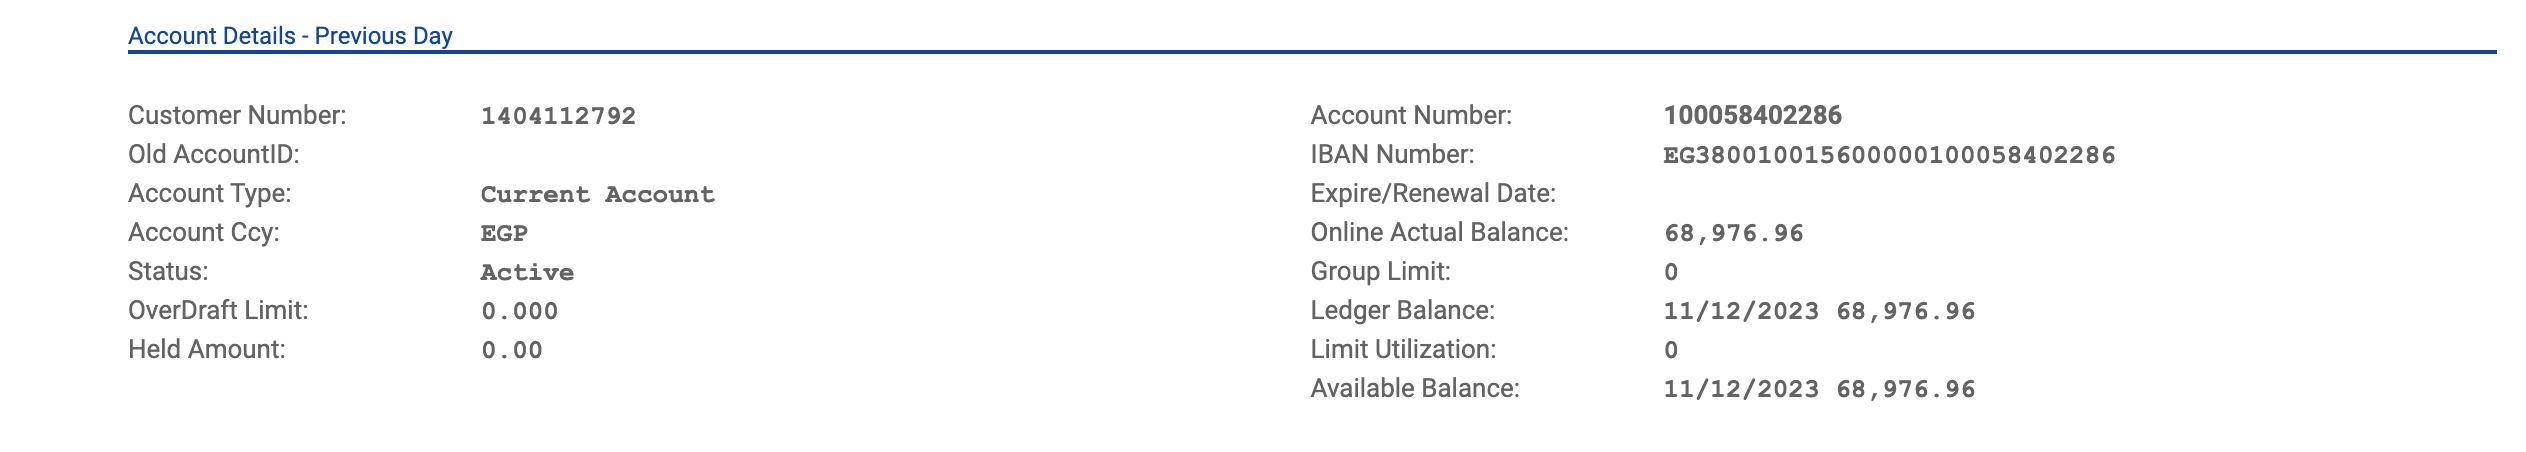 Account Details - Previous Day
Customer Number: 1404112792
Old AccountID:
Account Type: Current Account
Account Ccy: EGP
Status: Active
OverDraft Limit: 0.000
Held Amount: 0.00
Account Number: 100058402286
IBAN Number: EG380010015600000100058402286
Expire/Renewal Date:
Online Actual Balance: 68,976.96
Group Limit: 0
Ledger Balance: 11/12/2023 68,976.96
Limit Utilization: 0
Available Balance: 11/12/2023 68,976.96